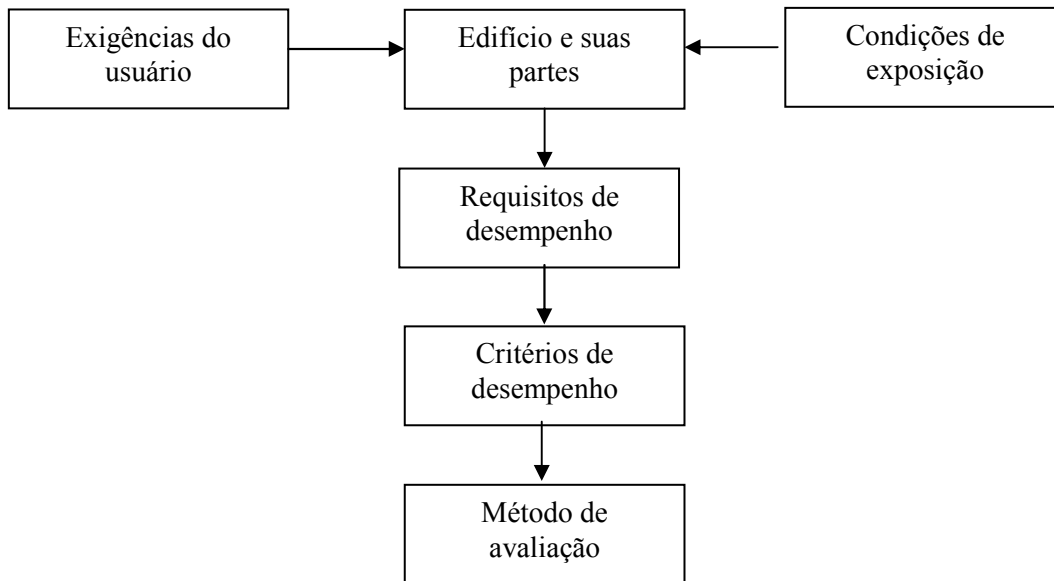 Exigências do
usuário
Edifício e suas
partes
Condições de
exposição
Requisitos de
desempenho
Critérios de
desempenho
Método de
avaliação